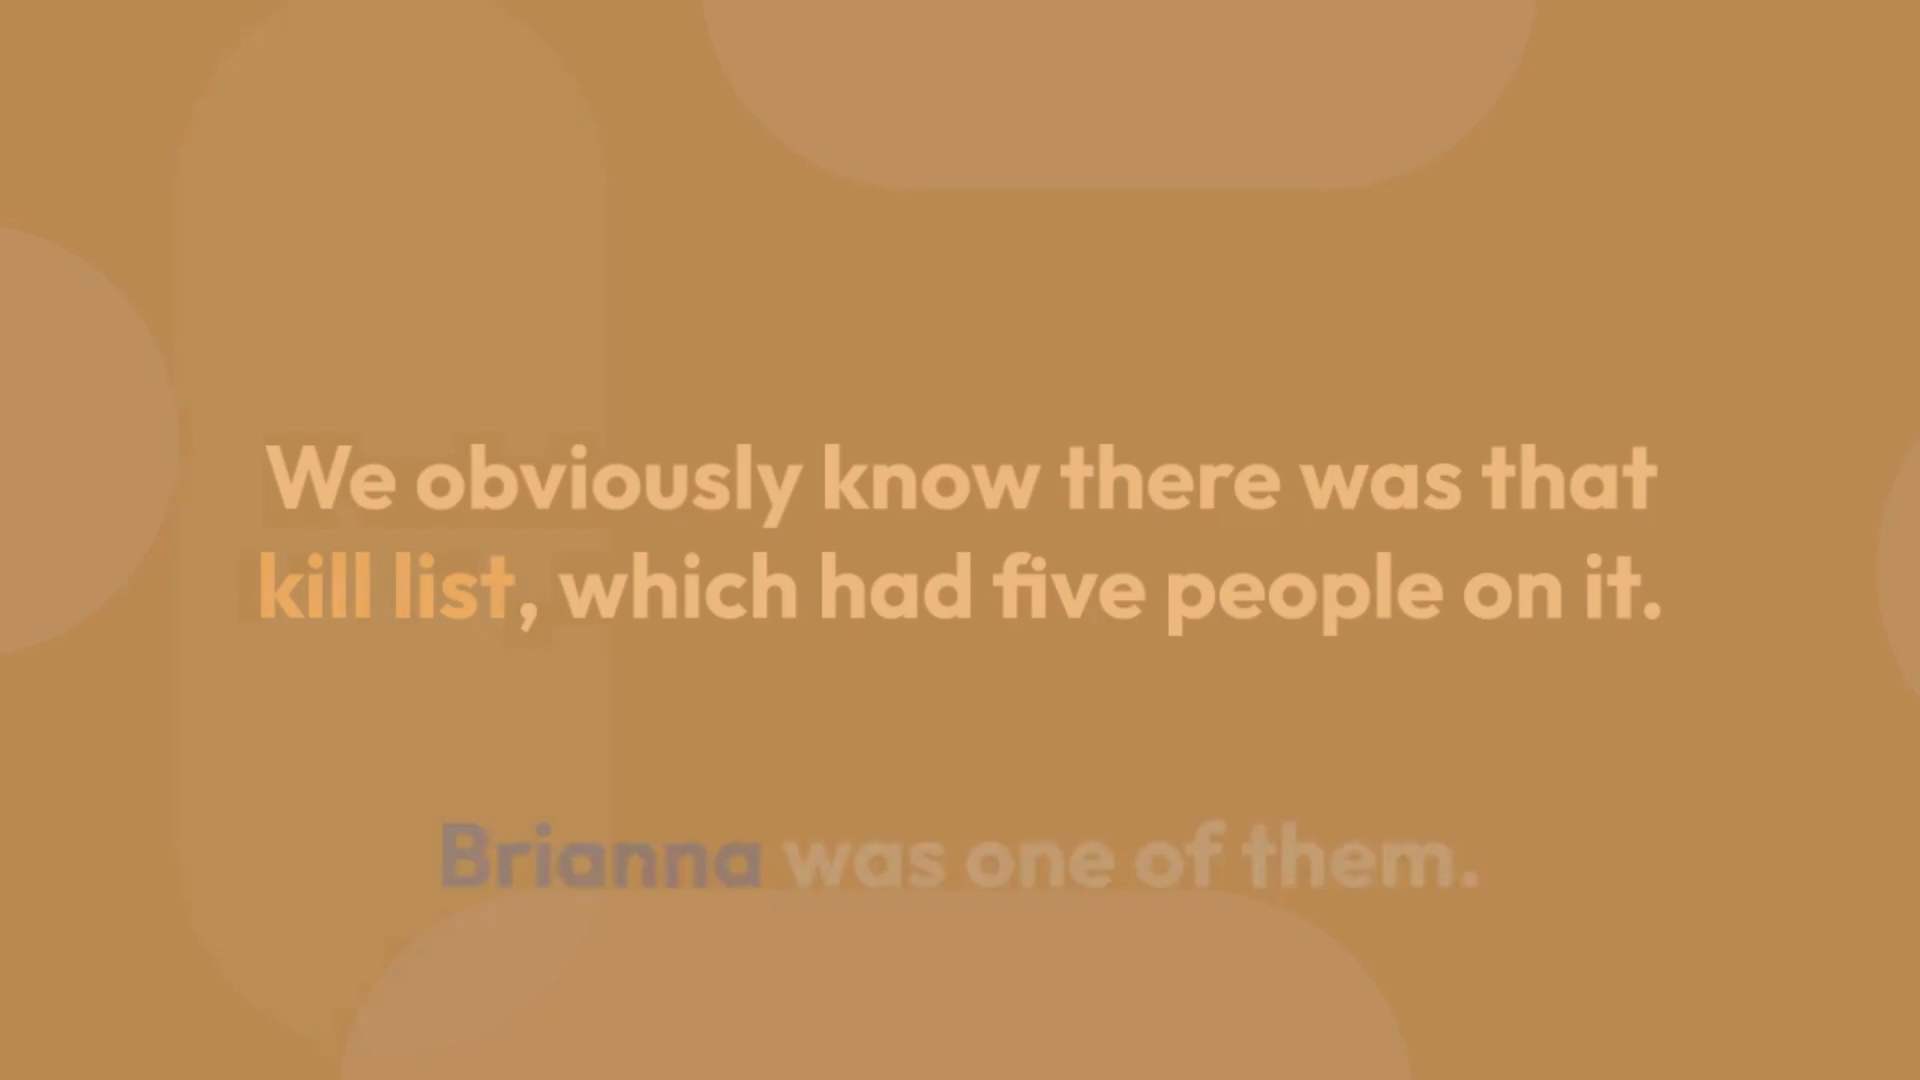 We obviously know there was that
kill list, which had five people on it.
Brianna was one of them.